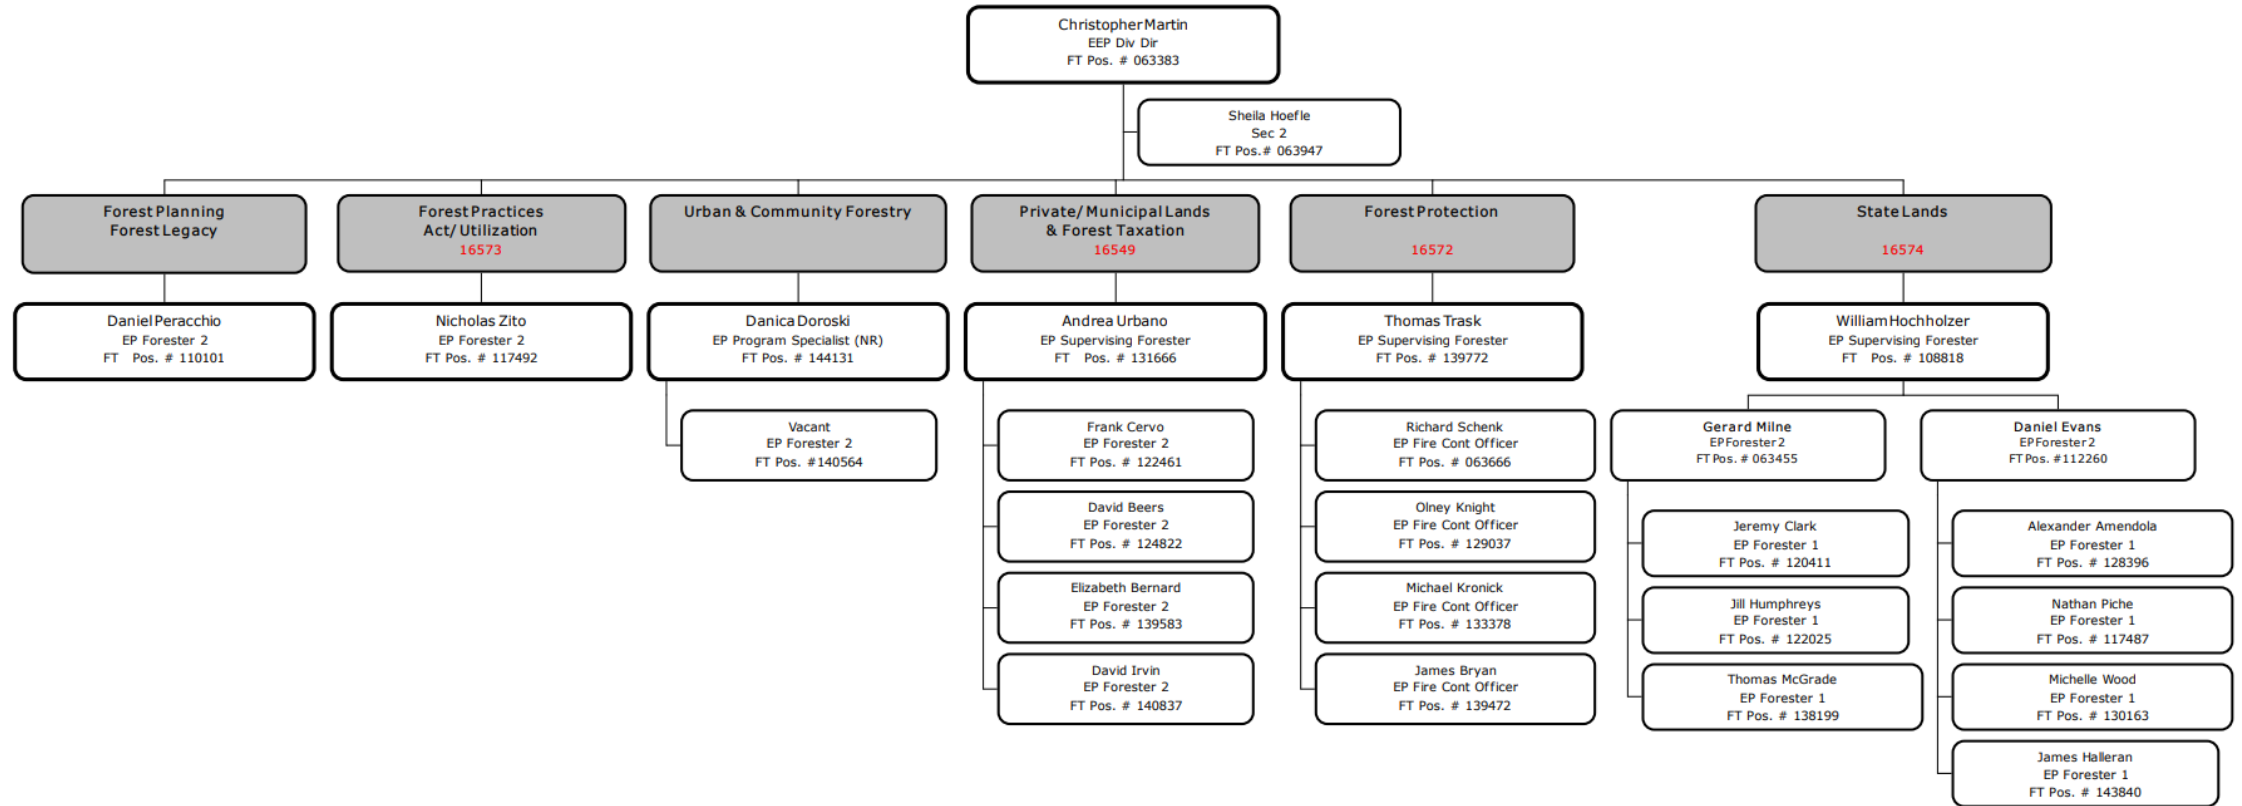 Christopher Martin
EEP Div Dir
FT Pos. # 063383
Sheila Hoefle
Sec 2
FT Pos.# 063947
Forest Planning
Forest Legacy
Forest Practices
Act/ Utilization
16573
Urban & Community Forestry
Private/ Municipal Lands
& Forest Taxation
16549
Forest Protection
16572
State Lands
16574
Daniel Peracchio
EP Forester 2
FT Pos. # 110101
Nicholas Zito
EP Forester 2
FT Pos. # 117492
Danica Doroski
EP Program Specialist (NR)
FT Pos. # 144131
Andrea Urbano
EP Supervising Forester
FT Pos. # 131666
Thomas Trask
EP Supervising Forester
FT Pos. # 139772
William Hochholzer
EP Supervising Forester
FT Pos. # 108818
Vacant
EP Forester 2
FT Pos. #140564
Frank Cervo
EP Forester 2
FT Pos. # 122461
David Beers
EP Forester 2
FT Pos. # 124822
Elizabeth Bernard
EP Forester 2
FT Pos. # 139583
David Irvin
EP Forester 2
FT Pos. # 140837
Richard Schenk
EP Fire Cont Officer
FT Pos. # 063666
Olney Knight
EP Fire Cont Officer
FT Pos. # 129037
Michael Kronick
EP Fire Cont Officer
FT Pos. # 133378
James Bryan
EP Fire Cont Officer
FT Pos. # 139472
Gerard Milne
EP Forester 2
FT Pos. # 063455
Jeremy Clark
EP Forester 1
FT Pos. # 120411
Jill Humphreys
EP Forester 1
FT Pos. # 122025
Thomas McGrade
EP Forester 1
FT Pos. # 138199
Daniel Evans
EP Forester 2
FT Pos. #112260
Alexander Amendola
EP Forester 1
FT Pos. # 128396
Nathan Piche
EP Forester 1
FT Pos. # 117487
Michelle Wood
EP Forester 1
FT Pos. # 130163
James Halleran
EP Forester 1
FT Pos. # 143840